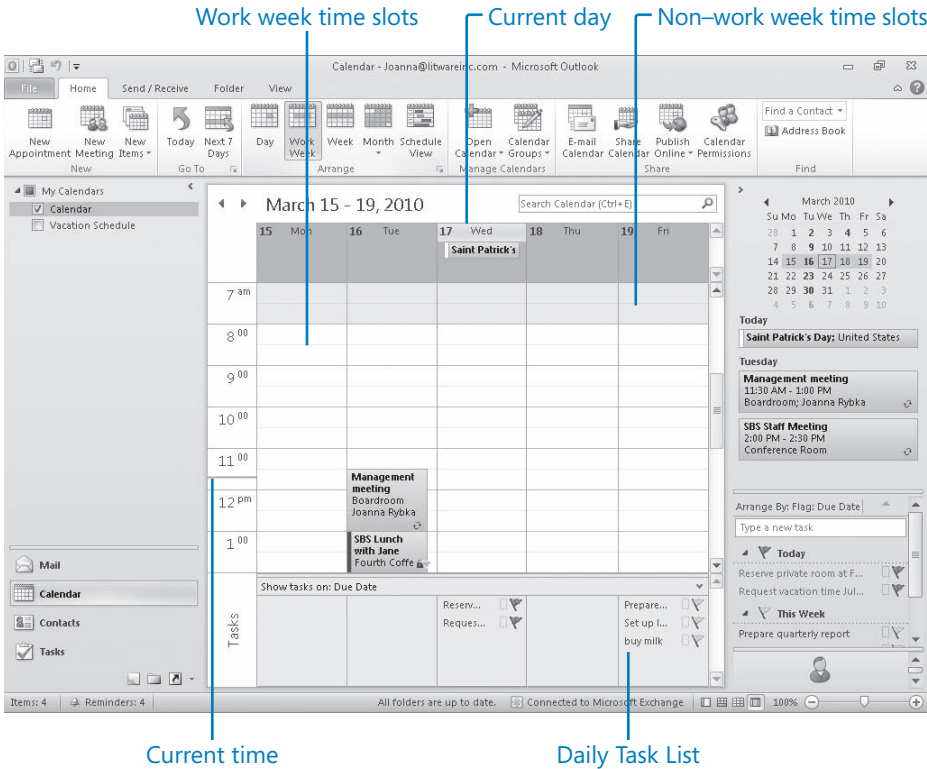 Work week time slots
Current day
Non–work week time slots
Calendar - Joanna@litwareinc.com - Microsoft Outlook
File Home Send / Receive Folder View
New Appointment
New Meeting
New Items
Today
Next 7 Days
Day
Work Week
Week
Month
Schedule View
Open Calendar
Calendar Groups
E-mail Calendar
Share Calendar
Publish Online
Calendar Permissions
Find a Contact
Address Book
New Go To Arrange Manage Calendars Share Find
My Calendars
Calendar
Vacation Schedule
Mail
Calendar
Contacts
Tasks
March 15 - 19, 2010
Search Calendar (Ctrl+E)
15 Mon 16 Tue 17 Wed 18 Thu 19 Fri
Saint Patrick's
7 am
8 00
9 00
10 00
11 00
12 pm
1 00
Management
meeting
Boardroom
Joanna Rybka
SBS Lunch
with Jane
Fourth Coffe
Show tasks on: Due Date
Tasks
Reserv...
Reques...
Prepare...
Set up l...
buy milk
March 2010
Su Mo Tu We Th Fr Sa
28 1 2 3 4 5 6
7 8 9 10 11 12 13
14 15 16 17 18 19 20
21 22 23 24 25 26 27
28 29 30 31 1 2 3
4 5 6 7 8 9 10
Today
Saint Patrick's Day: United States
Tuesday
Management meeting
11:30 AM - 1:00 PM
Boardroom; Joanna Rybka
SBS Staff Meeting
2:00 PM - 2:30 PM
Conference Room
Arrange By: Flag: Due Date
Type a new task
Today
Reserve private room at F...
Request vacation time Jul...
This Week
Prepare quarterly report
Items: 4 Reminders: 4 All folders are up to date. Connected to Microsoft Exchange 100%
Current time
Daily Task List